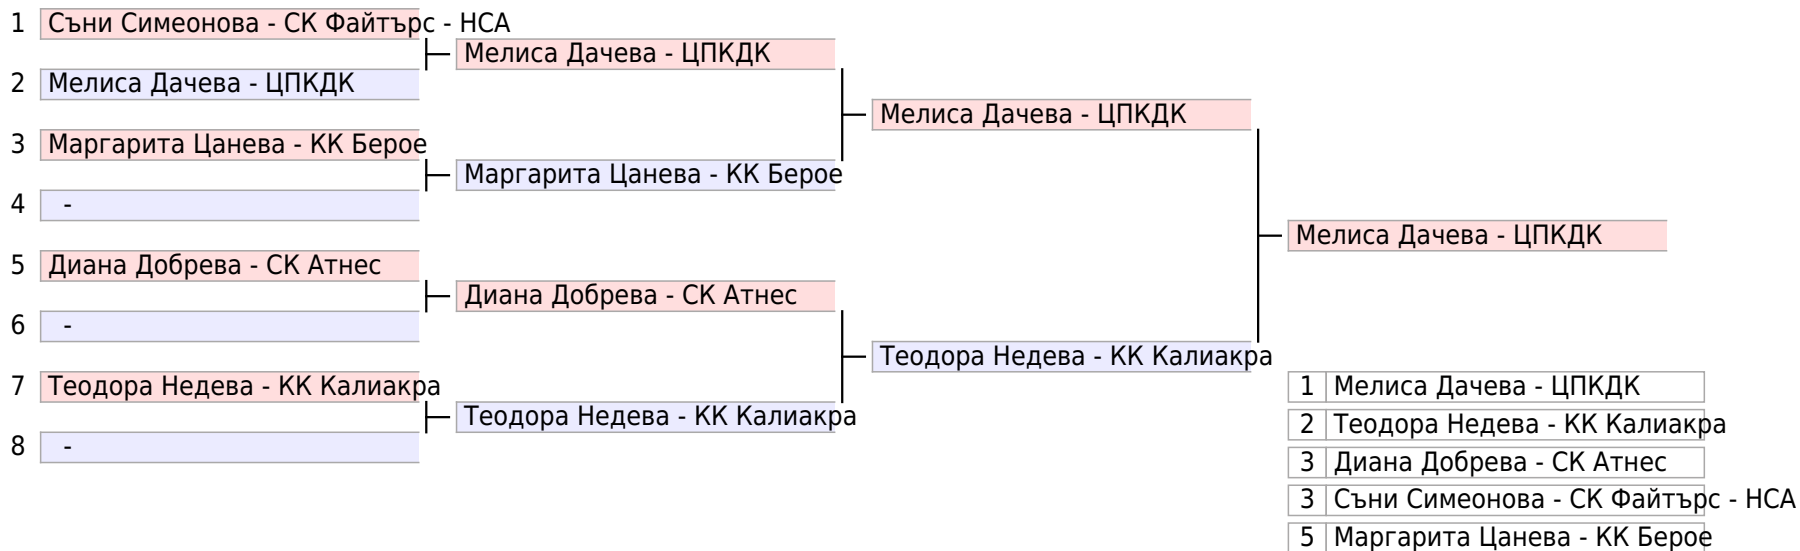 1 Съни Симеонова - СК Файтърс - НСА
2 Мелиса Дачева - ЦПКДК
3 Маргарита Цанева - КК Берое
4 -
5 Диана Добрева - СК Атнес
6 -
7 Теодора Недева - КК Калиакра
8 -
Мелиса Дачева - ЦПКДК
Маргарита Цанева - КК Берое
Диана Добрева - СК Атнес
Теодора Недева - КК Калиакра
Мелиса Дачева - ЦПКДК
Теодора Недева - КК Калиакра
Мелиса Дачева - ЦПКДК
1 Мелиса Дачева - ЦПКДК
2 Теодора Недева - КК Калиакра
3 Диана Добрева - СК Атнес
3 Съни Симеонова - СК Файтърс - НСА
5 Маргарита Цанева - КК Берое